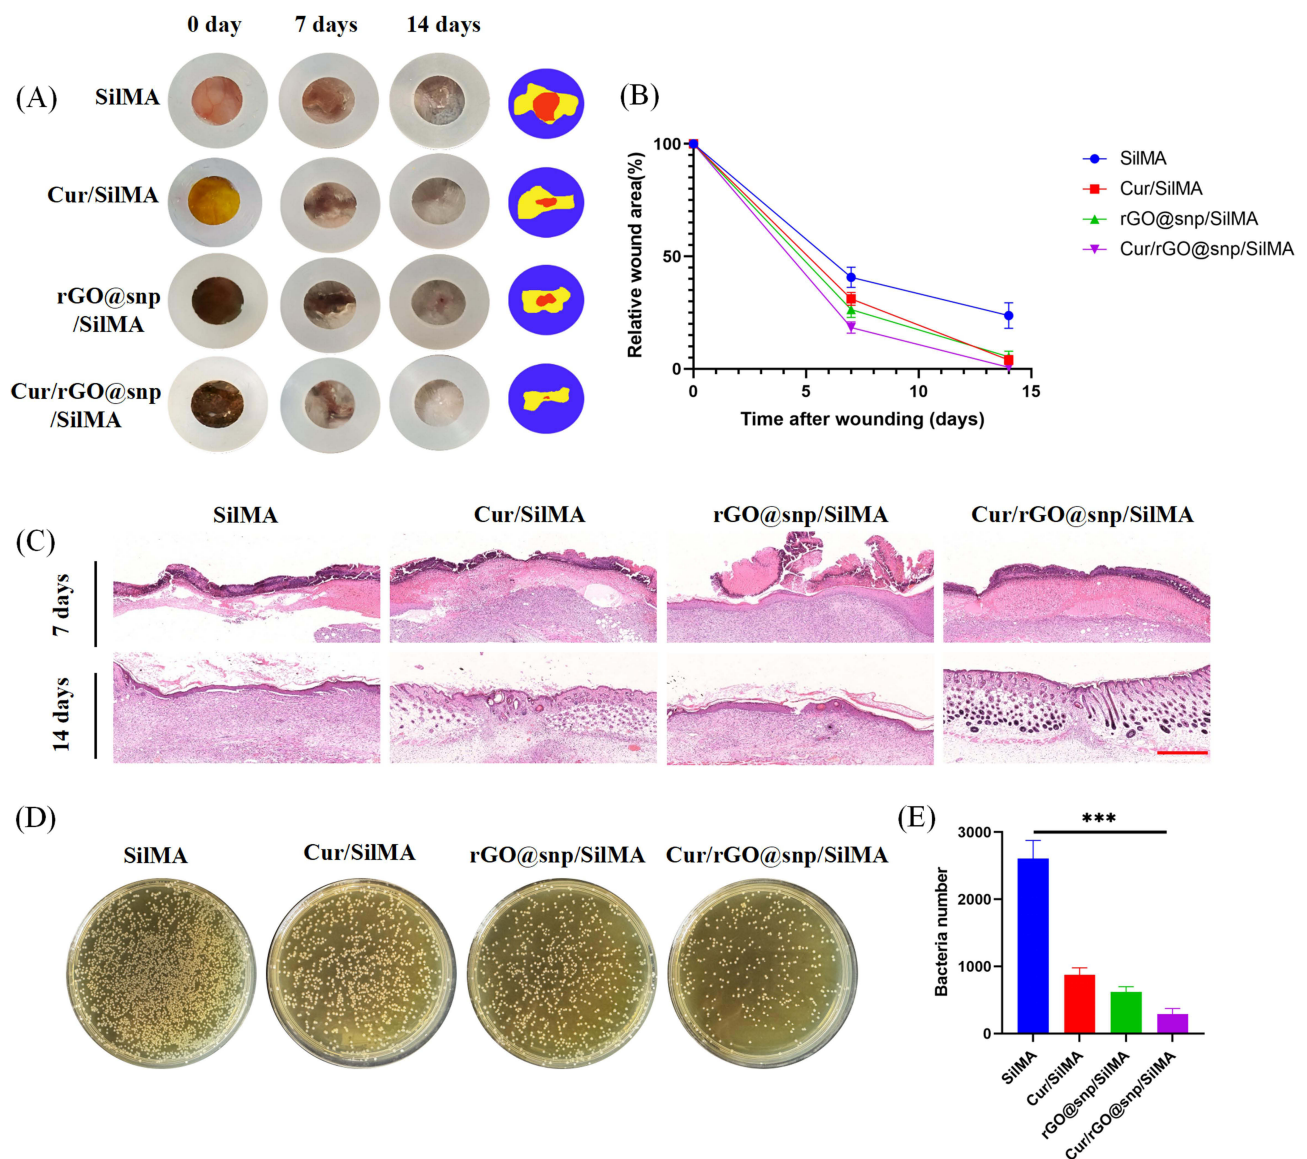 0 day 7 days 14 days
(A)
SilMA
Cur/SilMA
rGO@snp
/SilMA
Cur/rGO@snp
/SilMA
(B)
Relative wound area(%)
100
50
0
0 5 10 15
Time after wounding (days)
SilMA
Cur/SilMA
rGO@snp/SilMA
Cur/rGO@snp/SilMA
(C)
SilMA Cur/SilMA rGO@snp/SilMA Cur/rGO@snp/SilMA
7 days
14 days
(D)
SilMA Cur/SilMA rGO@snp/SilMA Cur/rGO@snp/SilMA
(E)
***
Bacteria number
3000
2000
1000
0
SilMA
Cur/SilMA
rGO@snp/SilMA
Cur/rGO@snp/SilMA